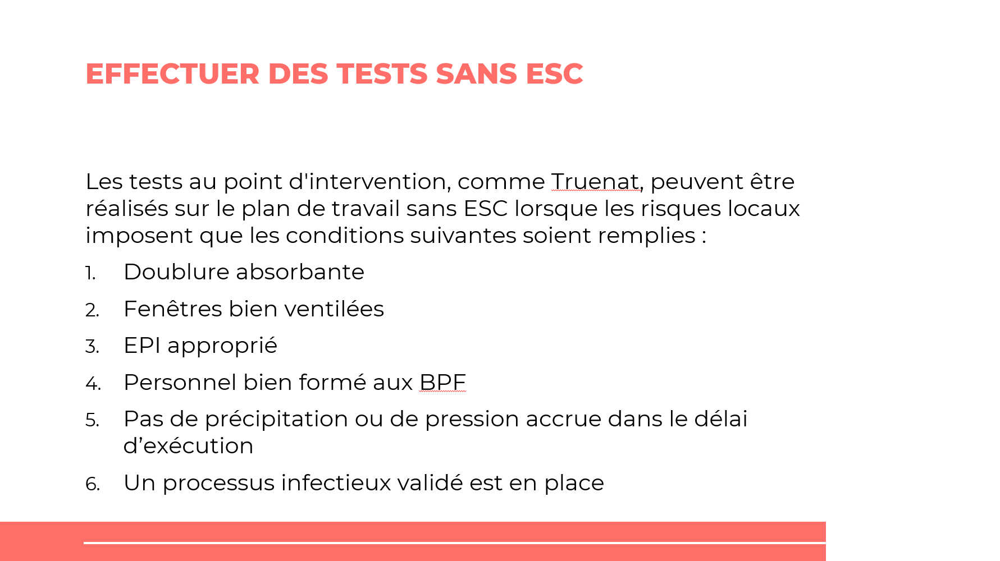 EFFECTUER DES TESTS SANS ESC
Les tests au point d'intervention, comme Truenat, peuvent être
réalisés sur le plan de travail sans ESC lorsque les risques locaux
imposent que les conditions suivantes soient remplies :
1. Doublure absorbante
2. Fenêtres bien ventilées
3. EPI approprié
4. Personnel bien formé aux BPF
5. Pas de précipitation ou de pression accrue dans le délai
d’exécution
6. Un processus infectieux validé est en place